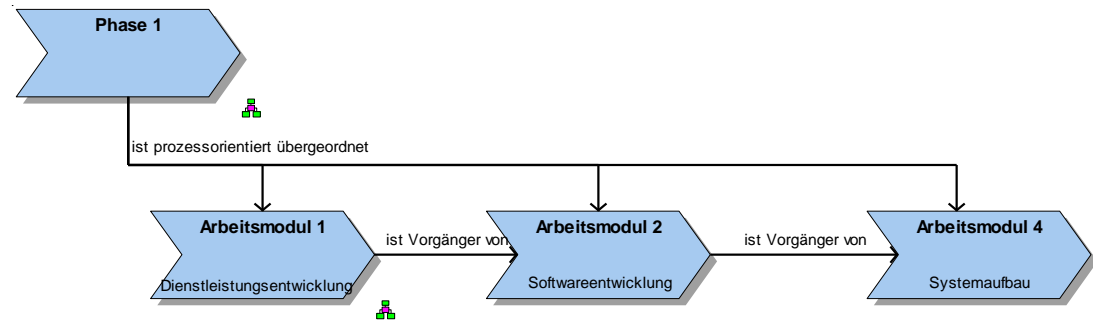 Phase 1
ist prozessorientiert übergeordnet
Arbeitsmodul 1
Arbeitsmodul 2
Arbeitsmodul 4
ist Vorgänger von
ist Vorgänger von
Dienstleistungsentwicklung
Softwareentwicklung
Systemaufbau